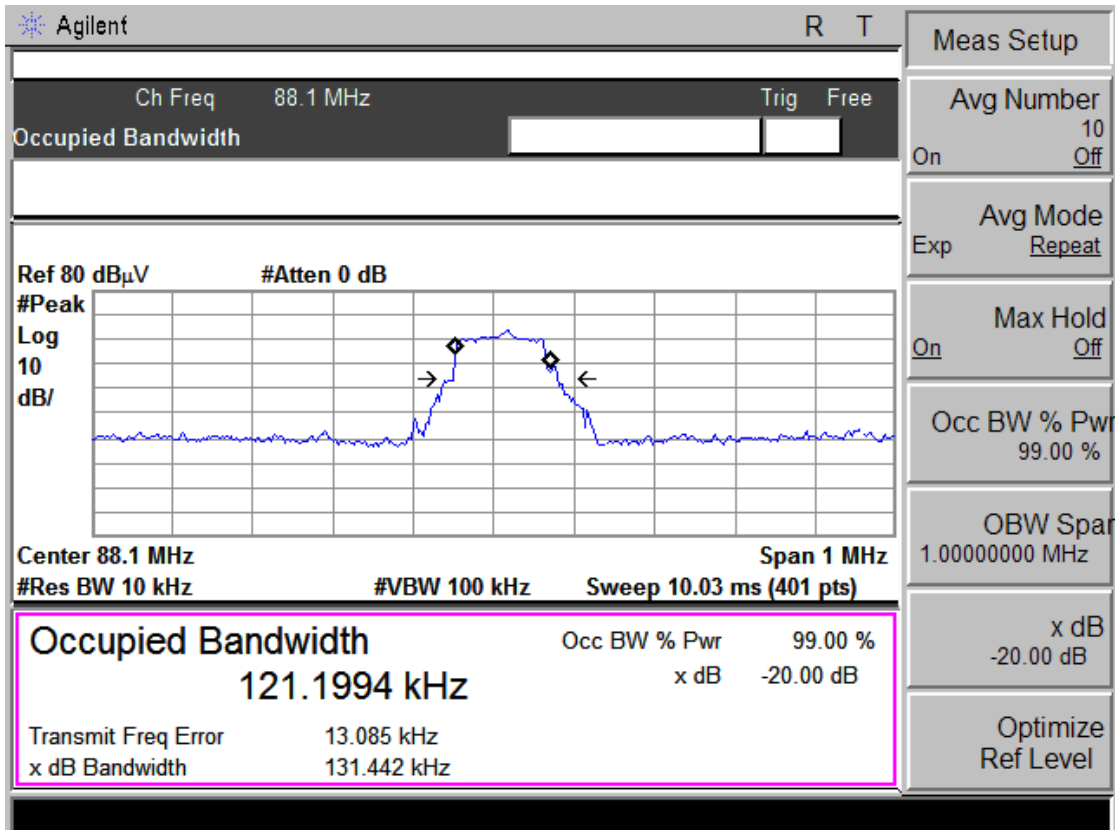 Agilent R T
Ch Freq 88.1 MHz Trig Free
Occupied Bandwidth
Ref 80 dBµV #Atten 0 dB
#Peak
Log
10
dB/
Center 88.1 MHz Span 1 MHz
#Res BW 10 kHz #VBW 100 kHz Sweep 10.03 ms (401 pts)
Occupied Bandwidth Occ BW % Pwr 99.00 %
121.1994 kHz x dB -20.00 dB
Transmit Freq Error 13.085 kHz
x dB Bandwidth 131.442 kHz
Meas Setup
Avg Number
10
On Off
Avg Mode
Exp Repeat
Max Hold
On Off
Occ BW % Pwr
99.00 %
OBW Span
1.00000000 MHz
x dB
-20.00 dB
Optimize
Ref Level